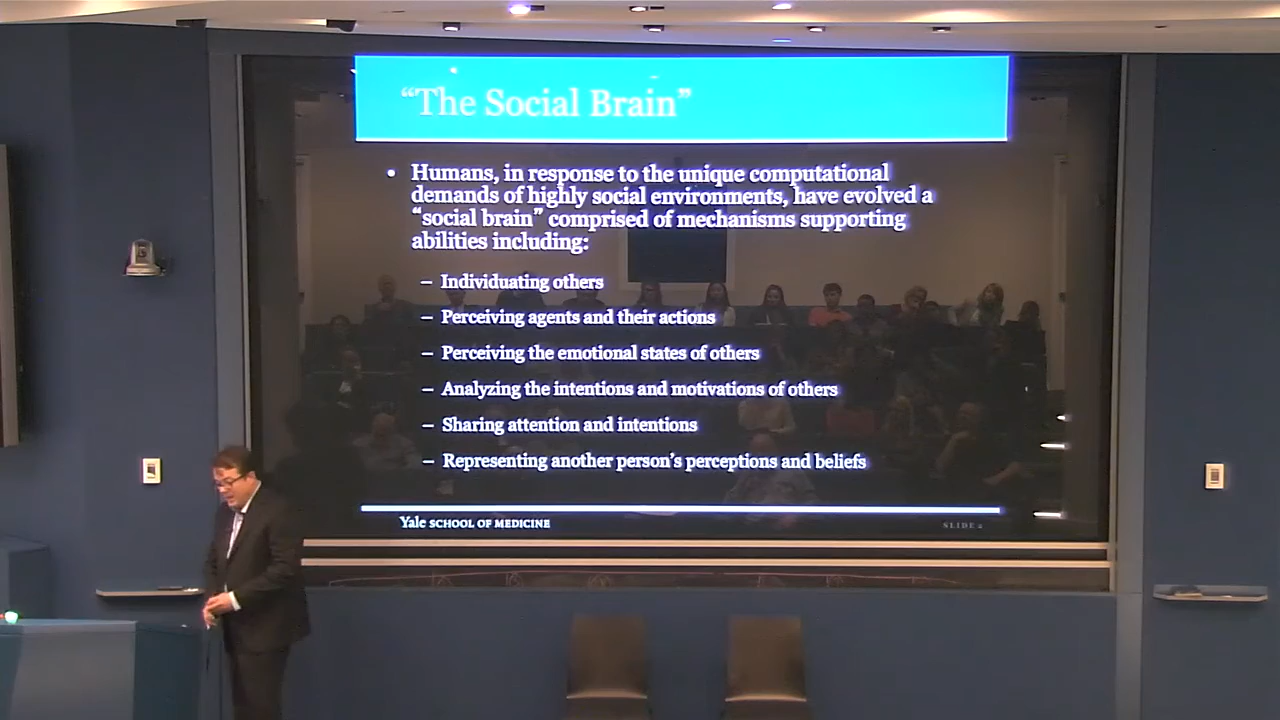 “The Social Brain”
• Humans, in response to the unique computational
demands of highly social environments, have evolved a
“social brain” comprised of mechanisms supporting
abilities including:
– Individuating others
– Perceiving agents and their actions
– Perceiving the emotional states of others
– Analyzing the intentions and motivations of others
– Sharing attention and intentions
– Representing another person’s perceptions and beliefs
Yale SCHOOL OF MEDICINE
SLIDE 2